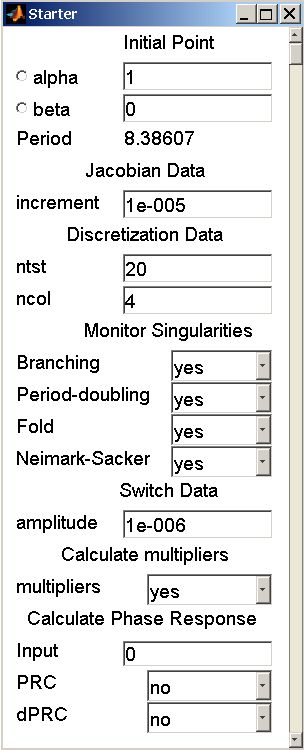 Starter
Initial Point
alpha 1
beta 0
Period 8.38607
Jacobian Data
increment 1e-005
Discretization Data
ntst 20
ncol 4
Monitor Singularities
Branching yes
Period-doubling yes
Fold yes
Neimark-Sacker yes
Switch Data
amplitude 1e-006
Calculate multipliers
multipliers yes
Calculate Phase Response
Input 0
PRC no
dPRC no